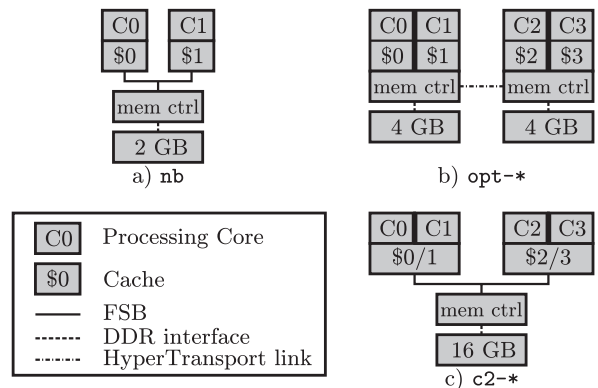 C0 C1
$0 $1
mem ctrl
2 GB
a) nb
C0 C1 C2 C3
$0 $1 $2 $3
mem ctrl mem ctrl
4 GB 4 GB
b) opt-*
C0 Processing Core
$0 Cache
FSB
DDR interface
HyperTransport link
C0 C1 C2 C3
$0/1 $2/3
mem ctrl
16 GB
c) c2-*